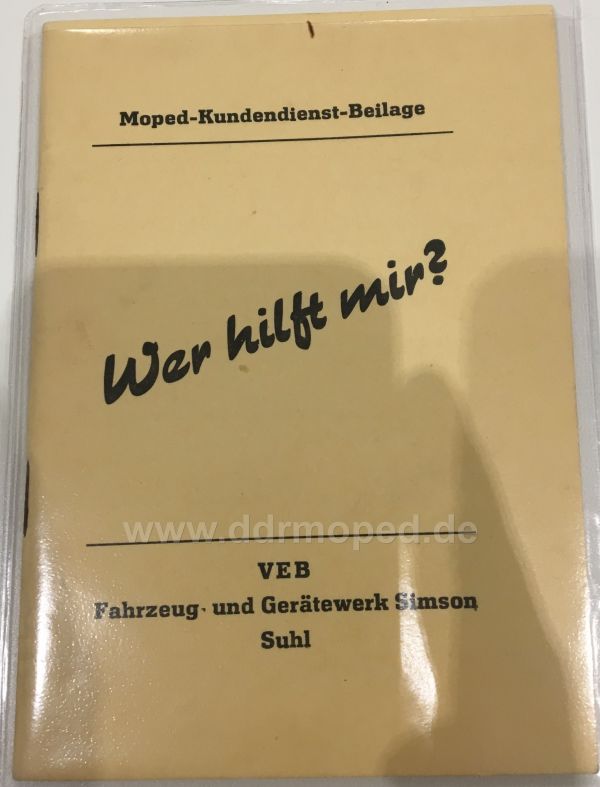 Moped-Kundendienst-Beilage
Wer hilft mir?
www.ddrmoped.de
VEB
Fahrzeug- und Gerätewerk Simson
Suhl